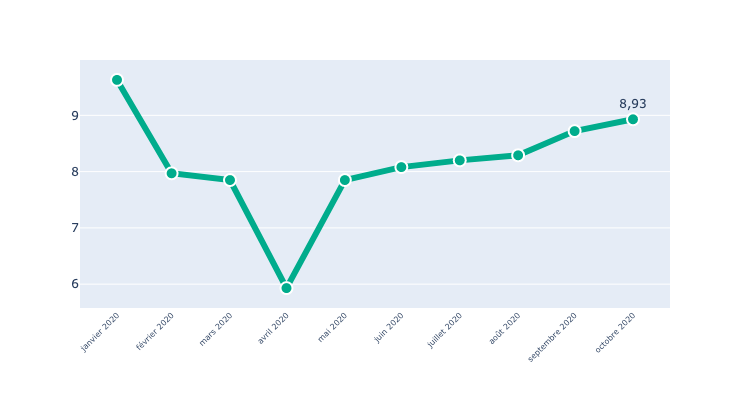 8,93
9
8
7
6
janvier 2020
février 2020
mars 2020
avril 2020
mai 2020
juin 2020
juillet 2020
août 2020
septembre 2020
octobre 2020